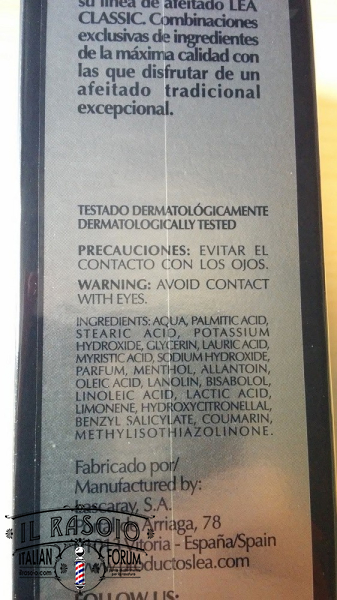 su línea de afeitado LEA
CLASSIC. Combinaciones
exclusivas de ingredientes
de la máxima calidad con
las que disfrutar de un
afeitado tradicional
excepcional.
TESTADO DERMATOLÓGICAMENTE
DERMATOLOGICALLY TESTED
PRECAUCIONES: EVITAR EL
CONTACTO CON LOS OJOS.
WARNING: AVOID CONTACT
WITH EYES.
INGREDIENTS: AQUA, PALMITIC ACID,
STEARIC ACID, POTASSIUM
HYDROXIDE, GLYCERIN, LAURIC ACID,
MYRISTIC ACID, SODIUM HYDROXIDE,
PARFUM, MENTHOL, ALLANTOIN,
OLEIC ACID, LANOLIN, BISABOLOL,
LINOLEIC ACID, LACTIC ACID,
LIMONENE, HYDROXYCITRONELLAL,
BENZYL SALICYLATE, COUMARIN,
METHYLISOTHIAZOLINONE.
Fabricado por/
Manufactured by:
Lascaray, S.A.
Arriaga, 78
Vitoria - España/Spain
FOLLOW US:
IL RASOIO
ITALIAN FORUM
ilrasoio.com